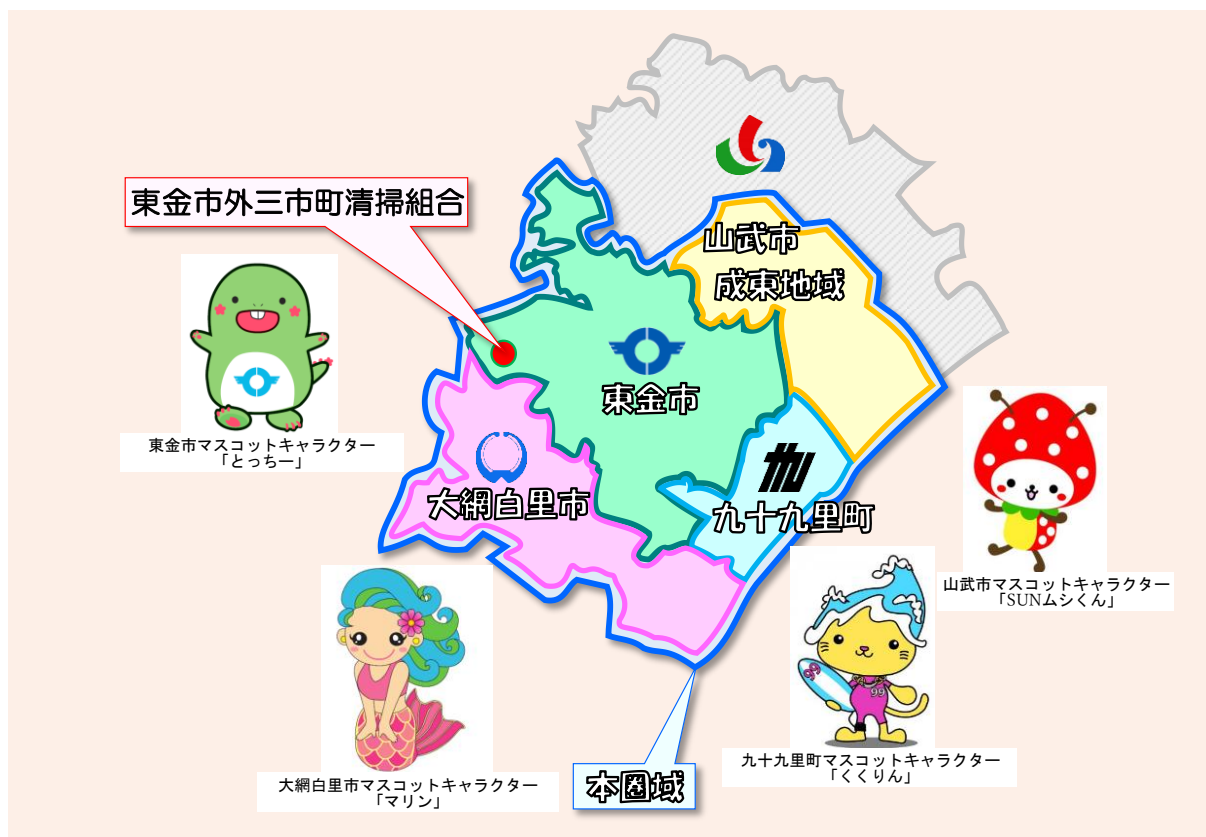 東金市外三市町清掃組合
山武市
成東地域
東金市
大網白里市
九十九里町
東金市マスコットキャラクター
「とっちー」
山武市マスコットキャラクター
「SUNムシくん」
99
99
九十九里町マスコットキャラクター
「くくりん」
大網白里市マスコットキャラクター
「マリン」
本圏域